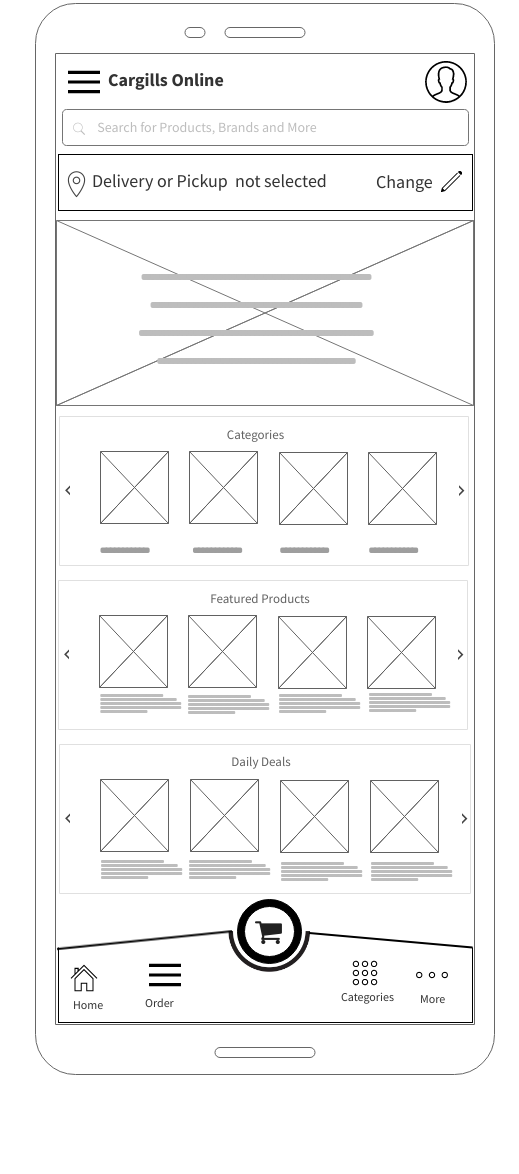 Cargills Online
Search for Products, Brands and More
Delivery or Pickup not selected
Change
Categories
Featured Products
Daily Deals
Home
Order
Categories
More